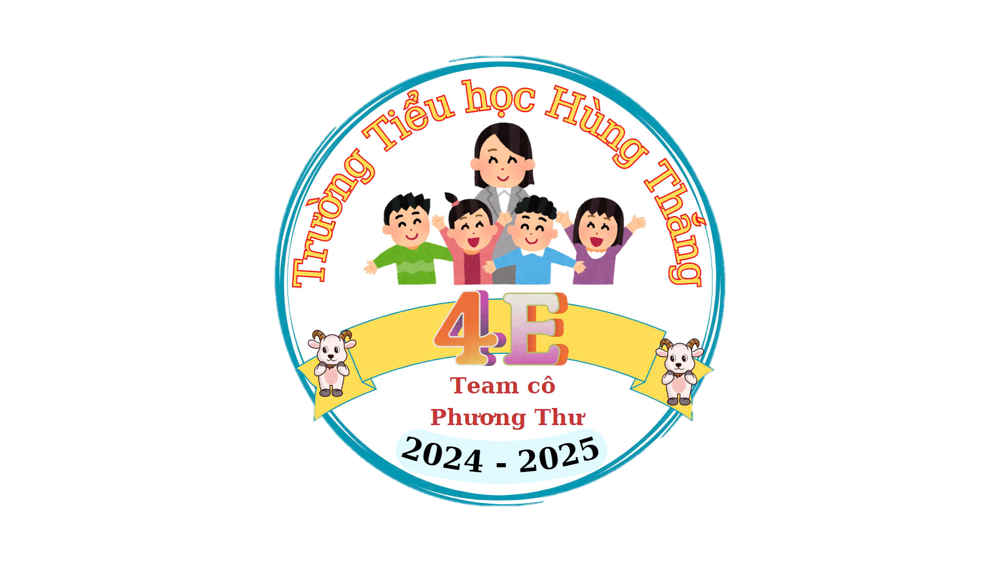 Trường Tiểu học Hùng Thắng
4E
Team cô
Phương Thư
2024 - 2025